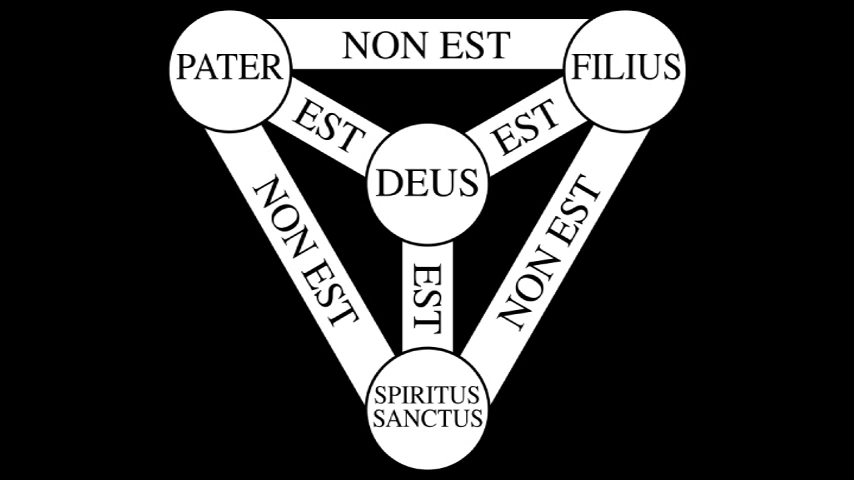 PATER
NON EST
FILIUS
EST
EST
DEUS
NON EST
EST
NON EST
SPIRITUS
SANCTUS